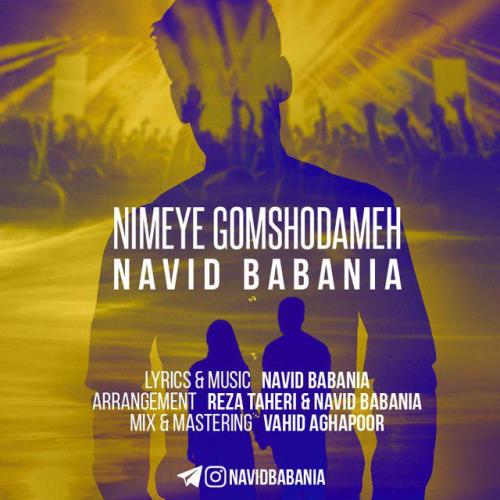 NIMEYE GOMSHODAMEH
NAVID BABANIA
LYRICS & MUSIC NAVID BABANIA
ARRANGEMENT REZA TAHERI & NAVID BABANIA
MIX & MASTERING VAHID AGHAPOOR
NAVIDBABANIA